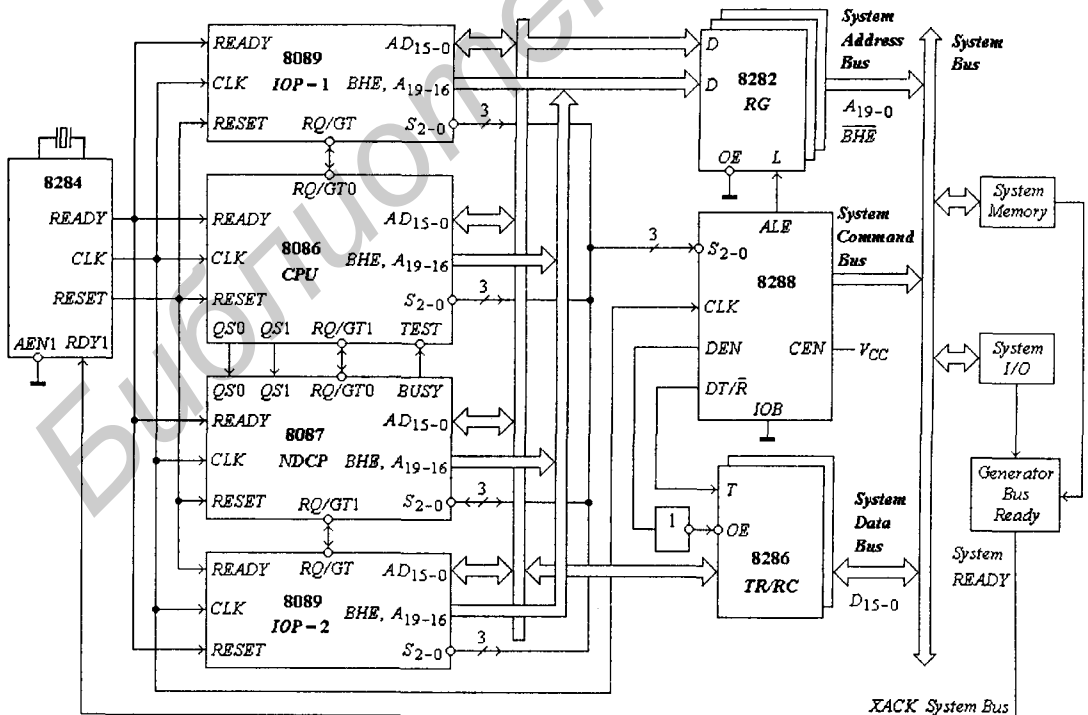 Библиотек
8284
READY
CLK
RESET
AEN1
RDY1
READY
CLK
RESET
8089
IOP-1
AD15-0
BHE, A19-16
S2-0
RQ/GT
3
RQ/GT0
READY
CLK
RESET
8086
CPU
AD15-0
BHE, A19-16
S2-0
3
QS0
QS1
RQ/GT1
TEST
QS0
QS1
RQ/GT0
BUSY
READY
CLK
RESET
8087
NDCP
AD15-0
BHE, A19-16
S2-0
3
RQ/GT1
RQ/GT
READY
CLK
RESET
8089
IOP-2
AD15-0
BHE, A19-16
S2-0
3
D
D
8282
RG
OE
L
System
Address
Bus
A19-0
BHE
System
Bus
3
ALE
S2-0
8288
CLK
DEN
DT/R
CEN
VCC
IOB
System
Command
Bus
T
1
OE
8286
TR/RC
System
Data
Bus
D15-0
System
Memory
System
I/O
Generator
Bus
Ready
System
READY
XACK System Bus